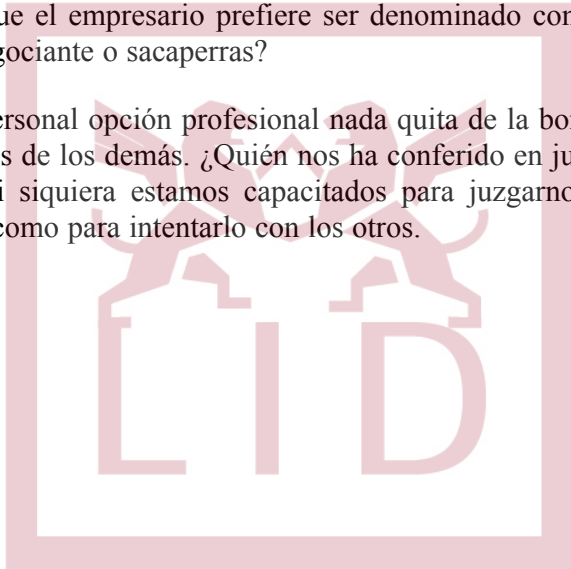 ue el empresario prefiere ser denominado con
gociante o sacaperras?
ersonal opción profesional nada quita de la bo
s de los demás. ¿Quién nos ha conferido en ju
i siquiera estamos capacitados para juzgarno
como para intentarlo con los otros.
LID